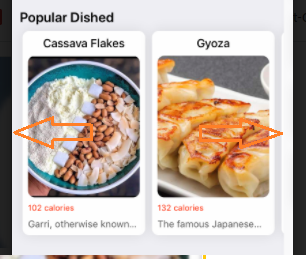 Popular Dished
Cassava Flakes
Gyoza
102 calories
132 calories
Garri, otherwise known...
The famous Japanese...